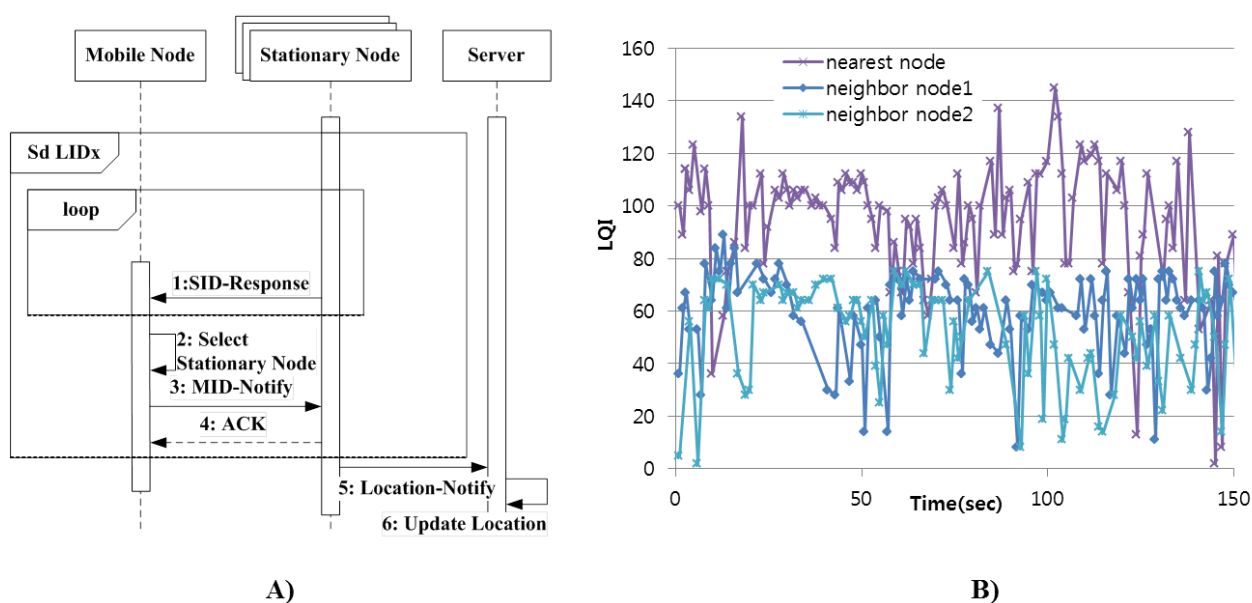 Mobile Node
Stationary Node
Server
Sd LIDx
loop
1:SID-Response
2: Select
Stationary Node
3: MID-Notify
4: ACK
5: Location-Notify
6: Update Location
A)
160
140
120
100
80
60
40
20
0
LQI
nearest node
neighbor node1
neighbor node2
0
50
100
150
Time(sec)
B)